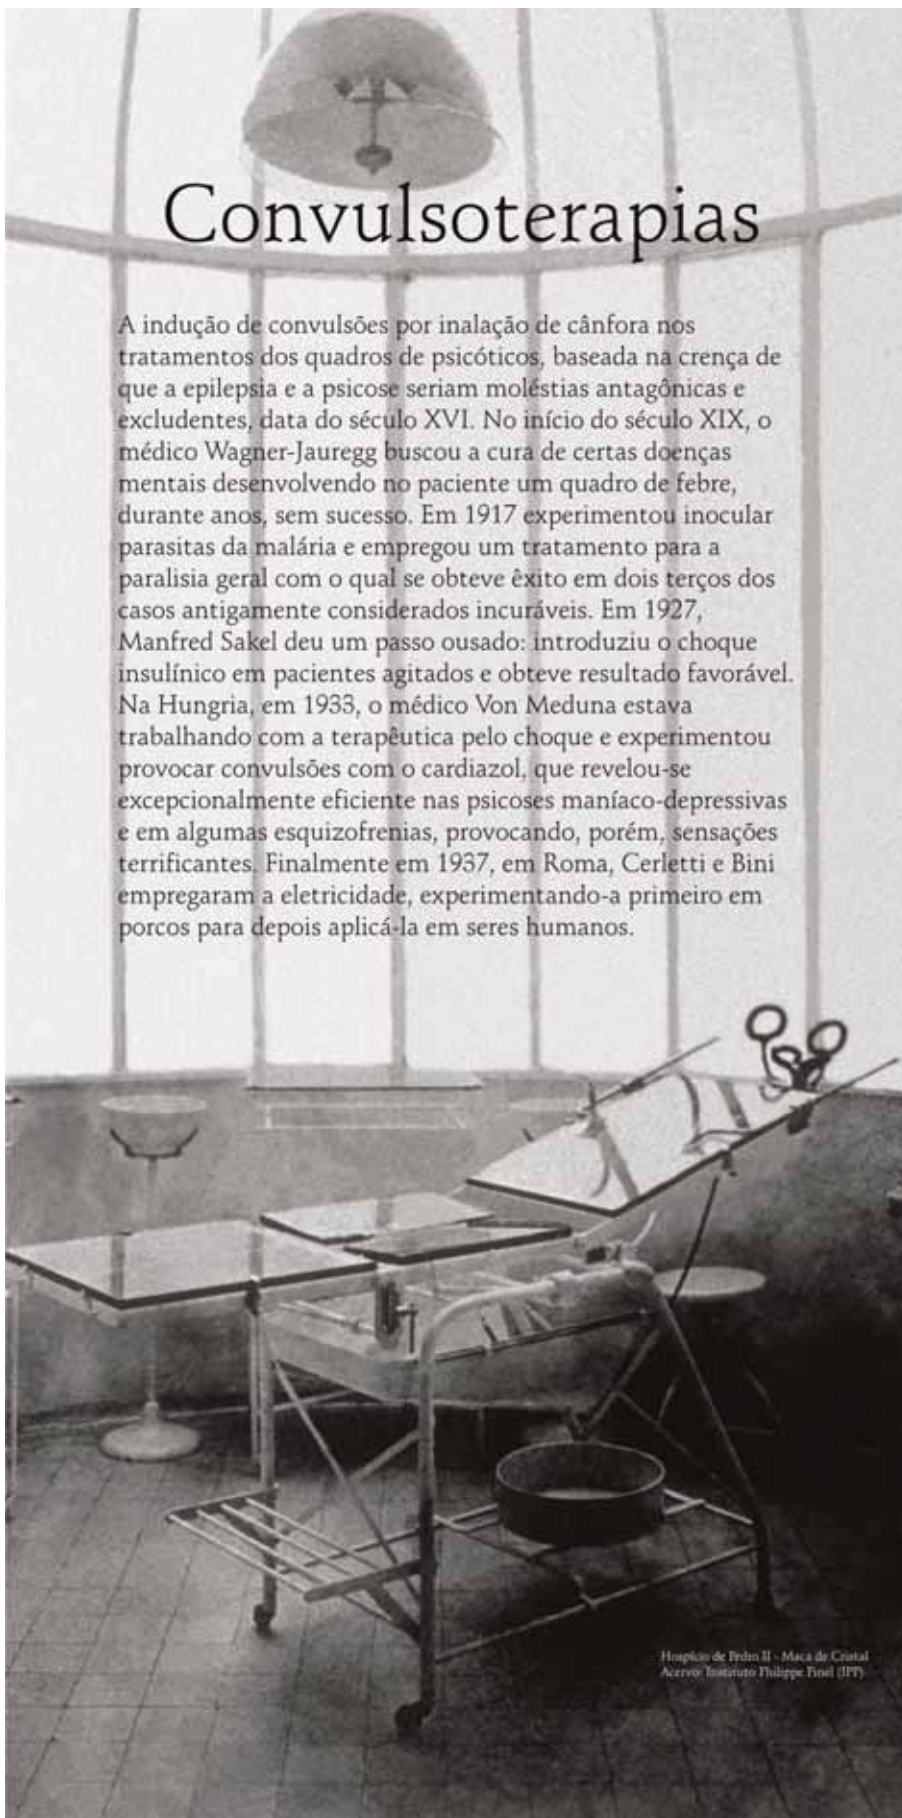 Convulsoterapias
A indução de convulsões por inalação de cânfora nos
tratamentos dos quadros de psicóticos, baseada na crença de
que a epilepsia e a psicose seriam moléstias antagônicas e
excludentes, data do século XVI. No início do século XIX, o
médico Wagner-Jauregg buscou a cura de certas doenças
mentais desenvolvendo no paciente um quadro de febre,
durante anos, sem sucesso. Em 1917 experimentou inocular
parasitas da malária e empregou um tratamento para a
paralisia geral com o qual se obteve êxito em dois terços dos
casos antigamente considerados incuráveis. Em 1927,
Manfred Sakel deu um passo ousado: introduziu o choque
insulínico em pacientes agitados e obteve resultado favorável.
Na Hungria, em 1933, o médico Von Meduna estava
trabalhando com a terapêutica pelo choque e experimentou
provocar convulsões com o cardiazol, que revelou-se
excepcionalmente eficiente nas psicoses maníaco-depressivas
e em algumas esquizofrenias, provocando, porém, sensações
terrificantes. Finalmente em 1937, em Roma, Cerletti e Bini
empregaram a eletricidade, experimentando-a primeiro em
porcos para depois aplicá-la em seres humanos.
Hospício de Pedro II - Maca de Cristal
Acervo: Instituto Philippe Pinel (IPP)